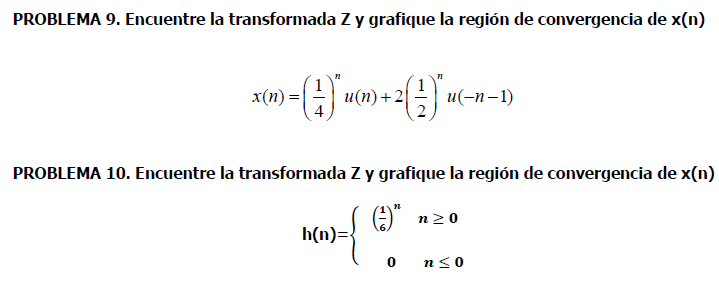 PROBLEMA 9. Encuentre la transformada Z y grafique la región de convergencia de x(n)
x(n) = (1/4)^n u(n) + 2(1/2)^n u(−n−1)
PROBLEMA 10. Encuentre la transformada Z y grafique la región de convergencia de x(n)
h(n)={ (1/6)^n n ≥ 0
0 n ≤ 0